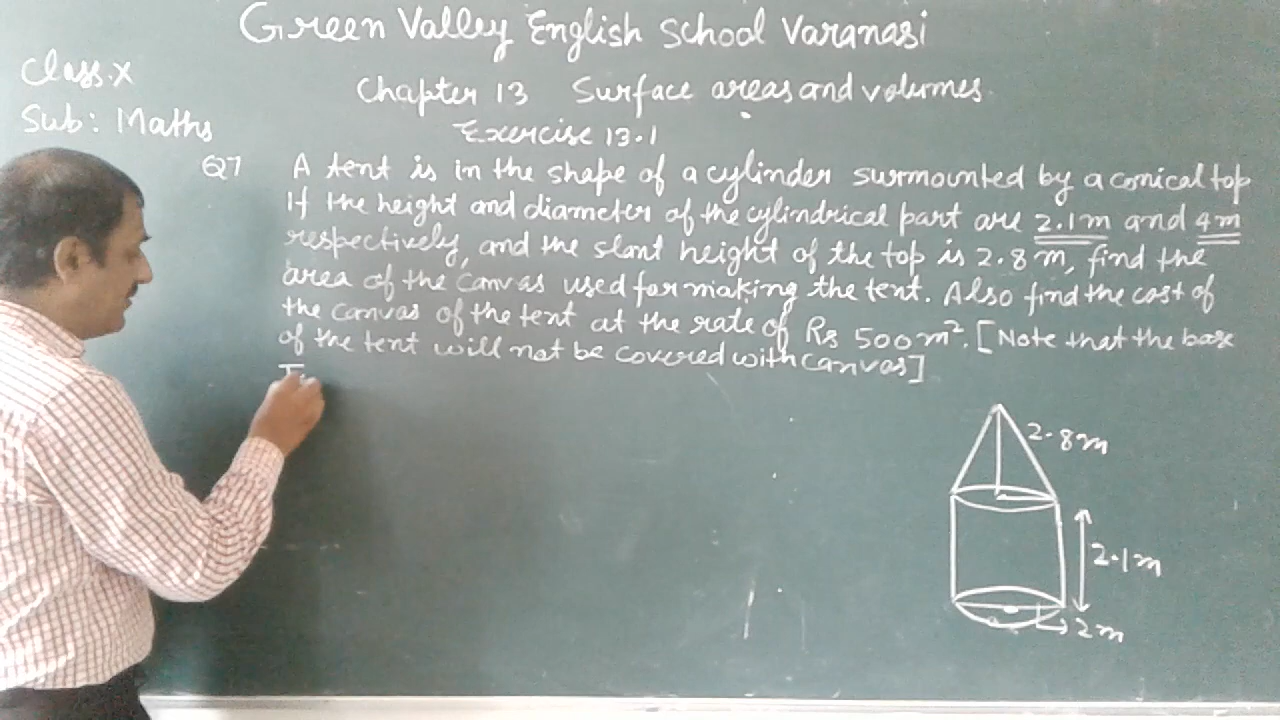 Green Valley English School Varanasi
Class.X
Chapter 13 Surface areas and volumes
Sub: Maths
Exercise 13.1
Q7 A tent is in the shape of a cylinder surmounted by a conical top
If the height and diameter of the cylindrical part are 2.1m and 4m
respectively, and the slant height of the top is 2.8m, find the
area of the canvas used for making the tent. Also find the cost of
the canvas of the tent at the rate of Rs 500m². [Note that the base
of the tent will not be covered with canvas]
2.8m
2.1m
2m